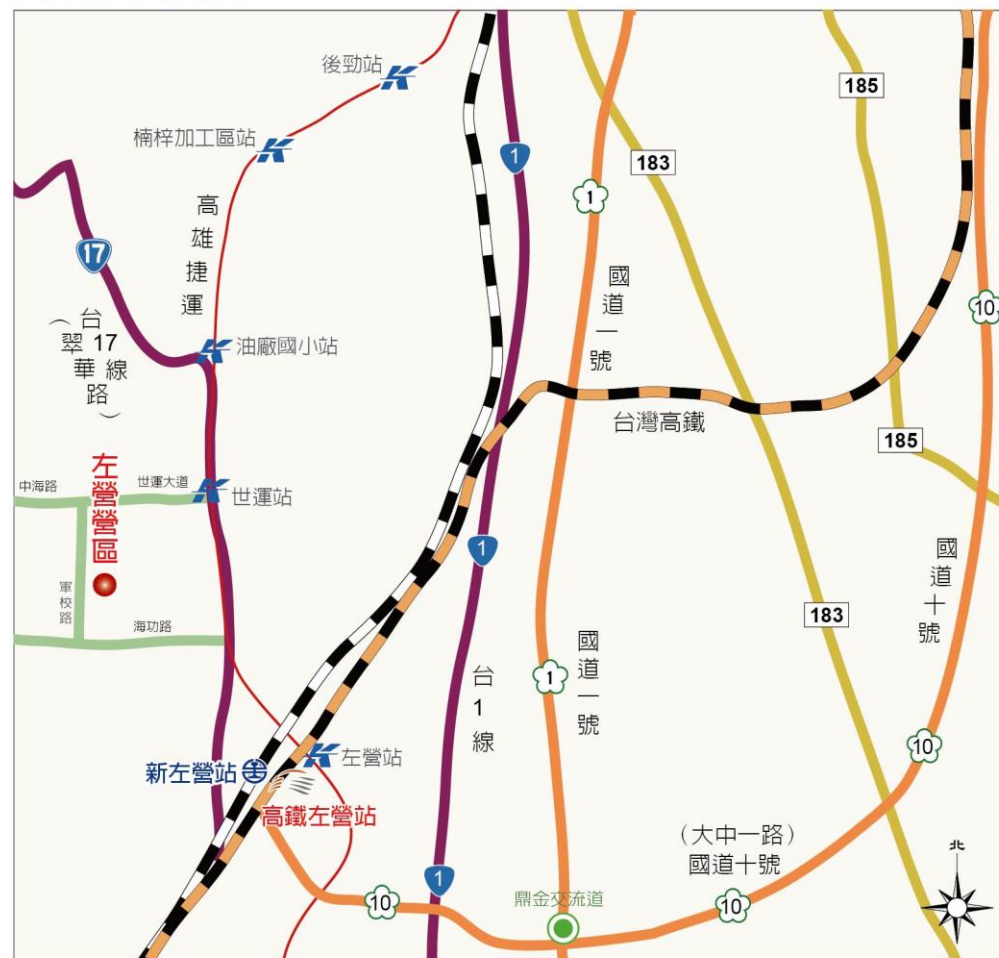 後勁站
185
楠梓加工區站
1
183
1
17
高雄捷運
國道一號
10
台17線
（翠華路）
油廠國小站
台灣高鐵
185
左營營區
中海路
世運大道
世運站
1
國道十號
軍校路
183
海功路
國道一號
台1線
1
左營站
10
新左營站
高鐵左營站
（大中一路）
國道十號
北
1
10
鼎金交流道
10